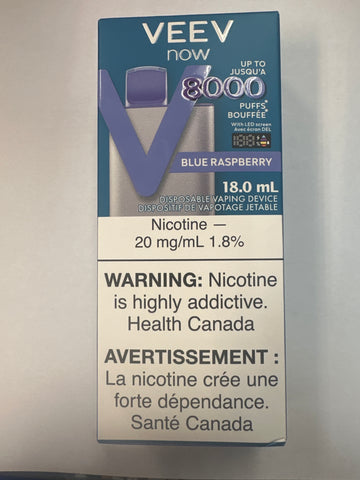 VEEV
now
UP TO
JUSQU'A
8000
PUFFS
BOUFFÉE
With LED screen
Avec écran DEL
V
BLUE RASPBERRY
18.0 mL
DISPOSABLE VAPING DEVICE
DISPOSITIF DE VAPOTAGE JETABLE
Nicotine —
20 mg/mL 1.8%
WARNING: Nicotine
is highly addictive.
Health Canada
AVERTISSEMENT :
La nicotine crée une
forte dépendance.
Santé Canada